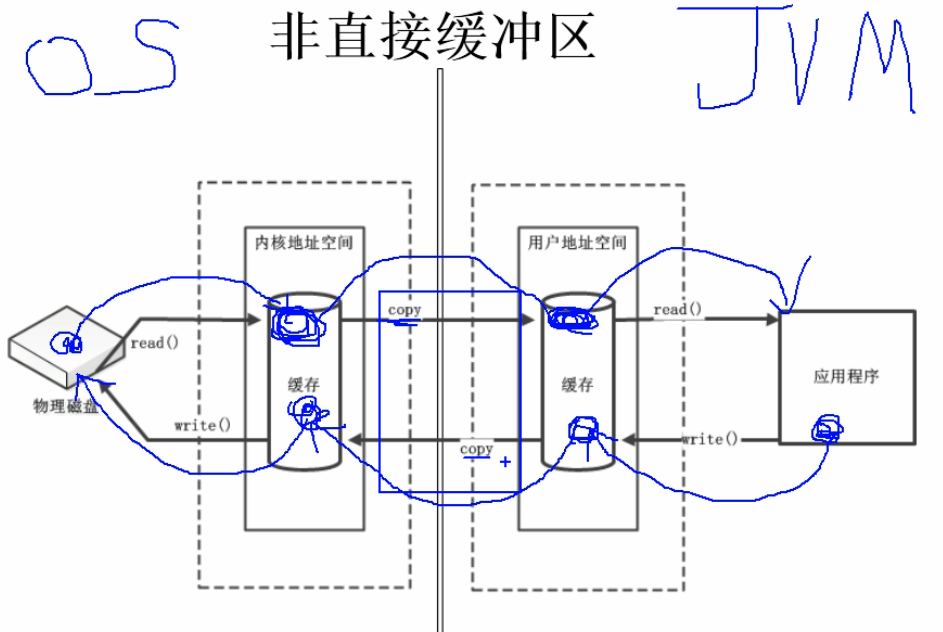 OS
非直接缓冲区
JVM
内核地址空间
用户地址空间
copy
read()
read()
缓存
缓存
应用程序
物理磁盘
write()
write()
copy